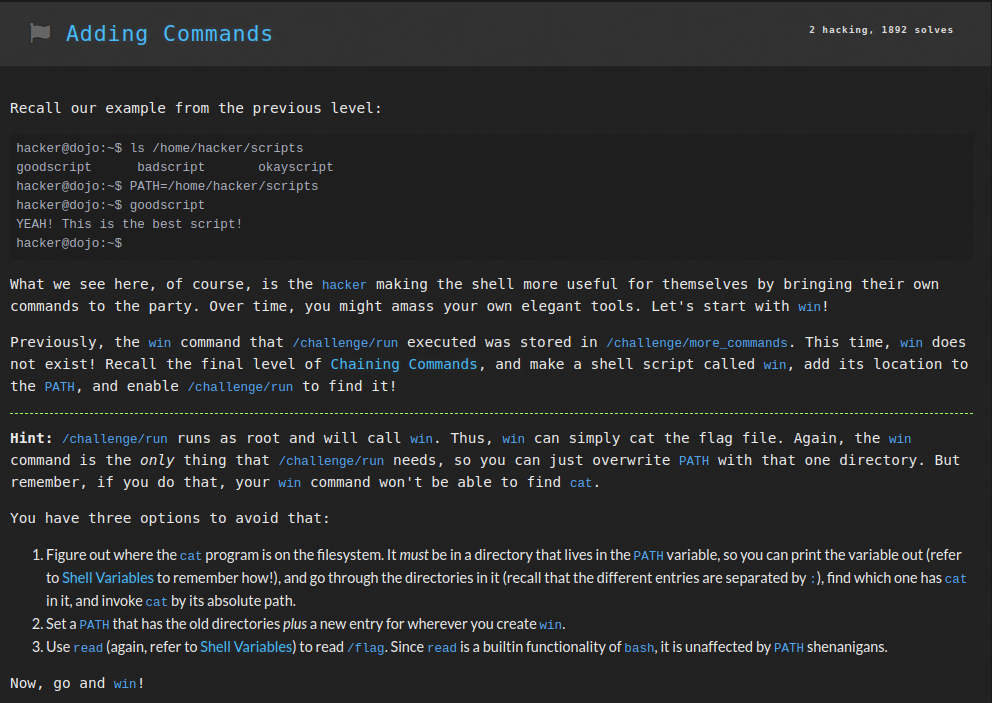 Adding Commands
2 hacking, 1892 solves
Recall our example from the previous level:
hacker@dojo:~$ ls /home/hacker/scripts
goodscript      badscript       okayscript
hacker@dojo:~$ PATH=/home/hacker/scripts
hacker@dojo:~$ goodscript
YEAH! This is the best script!
hacker@dojo:~$
What we see here, of course, is the hacker making the shell more useful for themselves by bringing their own
commands to the party. Over time, you might amass your own elegant tools. Let's start with win!
Previously, the win command that /challenge/run executed was stored in /challenge/more_commands. This time, win does
not exist! Recall the final level of Chaining Commands, and make a shell script called win, add its location to
the PATH, and enable /challenge/run to find it!
Hint: /challenge/run runs as root and will call win. Thus, win can simply cat the flag file. Again, the win
command is the only thing that /challenge/run needs, so you can just overwrite PATH with that one directory. But
remember, if you do that, your win command won't be able to find cat.
You have three options to avoid that:
1. Figure out where the cat program is on the filesystem. It must be in a directory that lives in the PATH variable, so you can print the variable out (refer
to Shell Variables to remember how!), and go through the directories in it (recall that the different entries are separated by :), find which one has cat
in it, and invoke cat by its absolute path.
2. Set a PATH that has the old directories plus a new entry for wherever you create win.
3. Use read (again, refer to Shell Variables) to read /flag. Since read is a builtin functionality of bash, it is unaffected by PATH shenanigans.
Now, go and win!